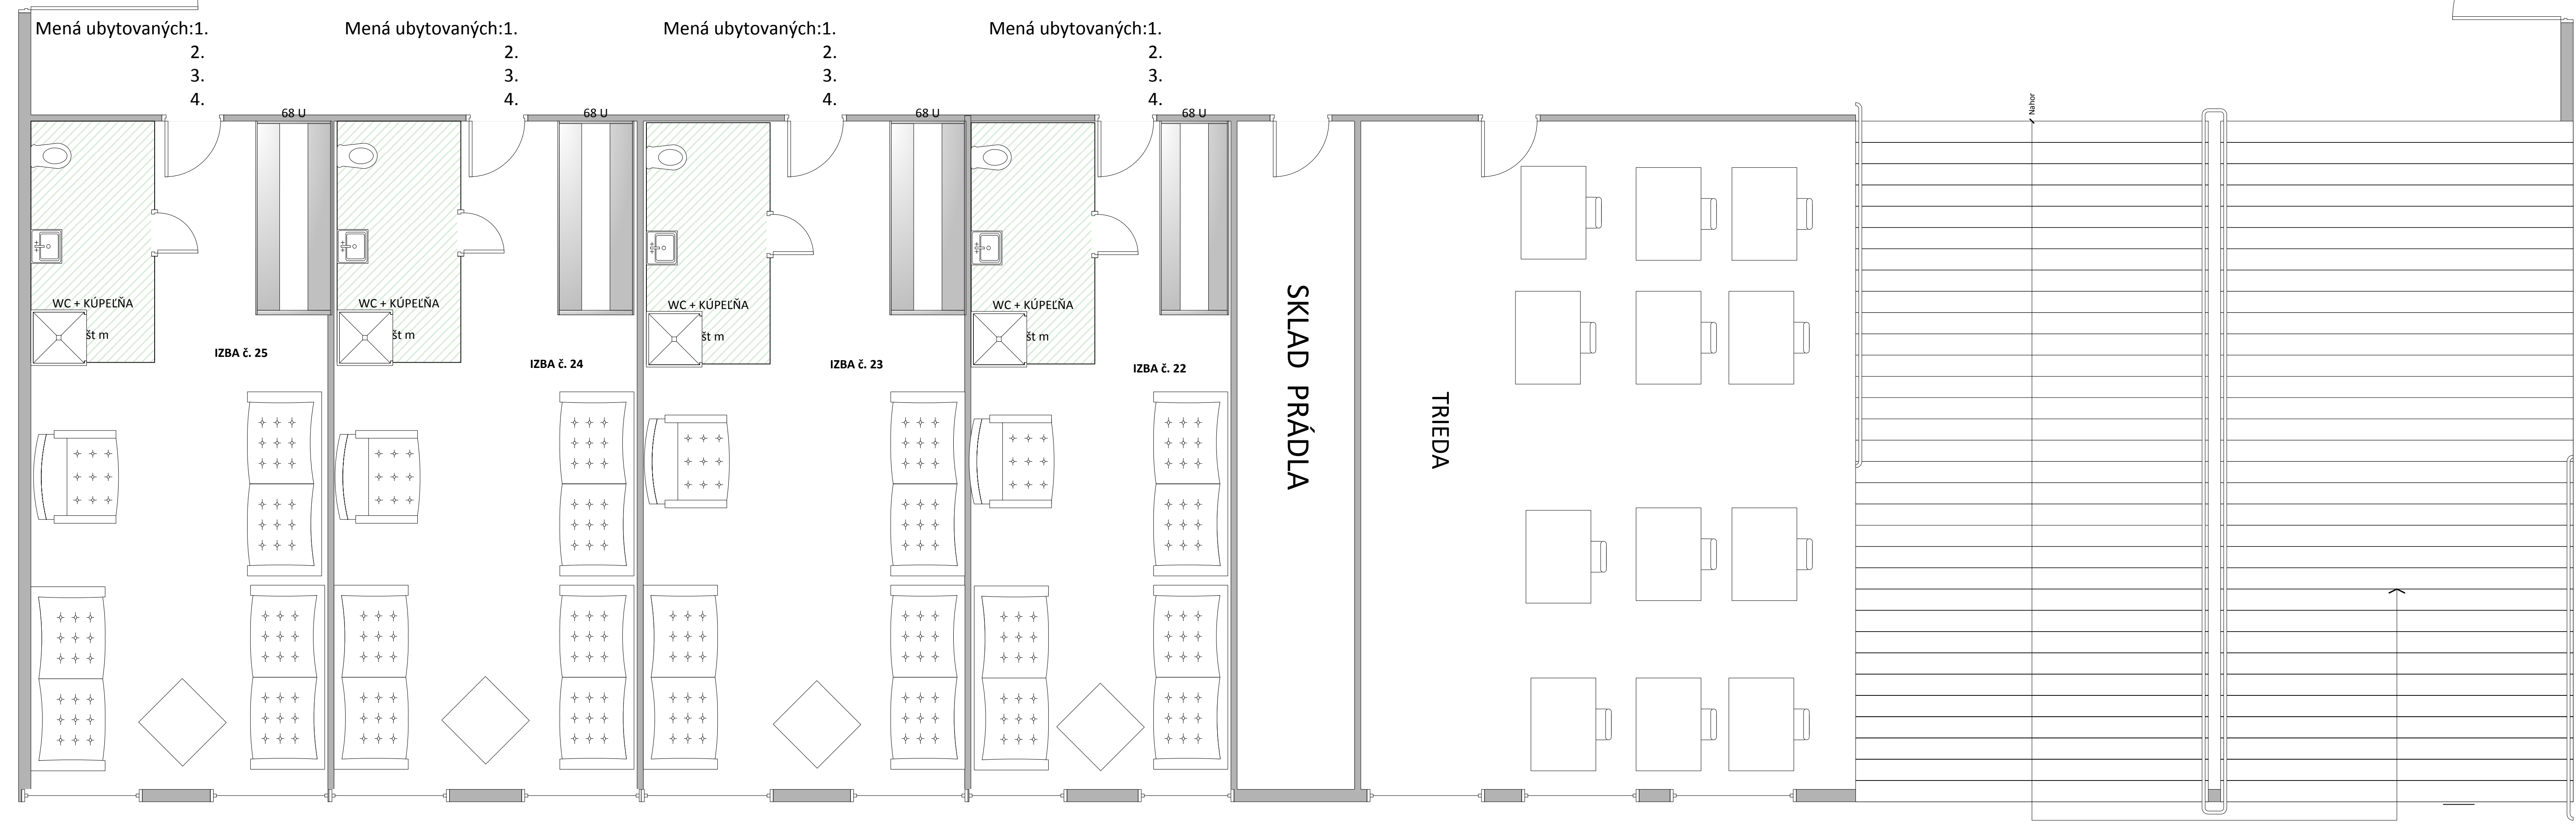 Mená ubytovaných:1.
2.
3.
4.
Mená ubytovaných:1.
2.
3.
4.
Mená ubytovaných:1.
2.
3.
4.
Mená ubytovaných:1.
2.
3.
4.
68 U
68 U
68 U
68 U
Nahor
WC + KÚPEĽŇA
št m
IZBA č. 25
WC + KÚPEĽŇA
št m
IZBA č. 24
WC + KÚPEĽŇA
št m
IZBA č. 23
WC + KÚPEĽŇA
št m
IZBA č. 22
SKLAD PRÁDLA
TRIEDA